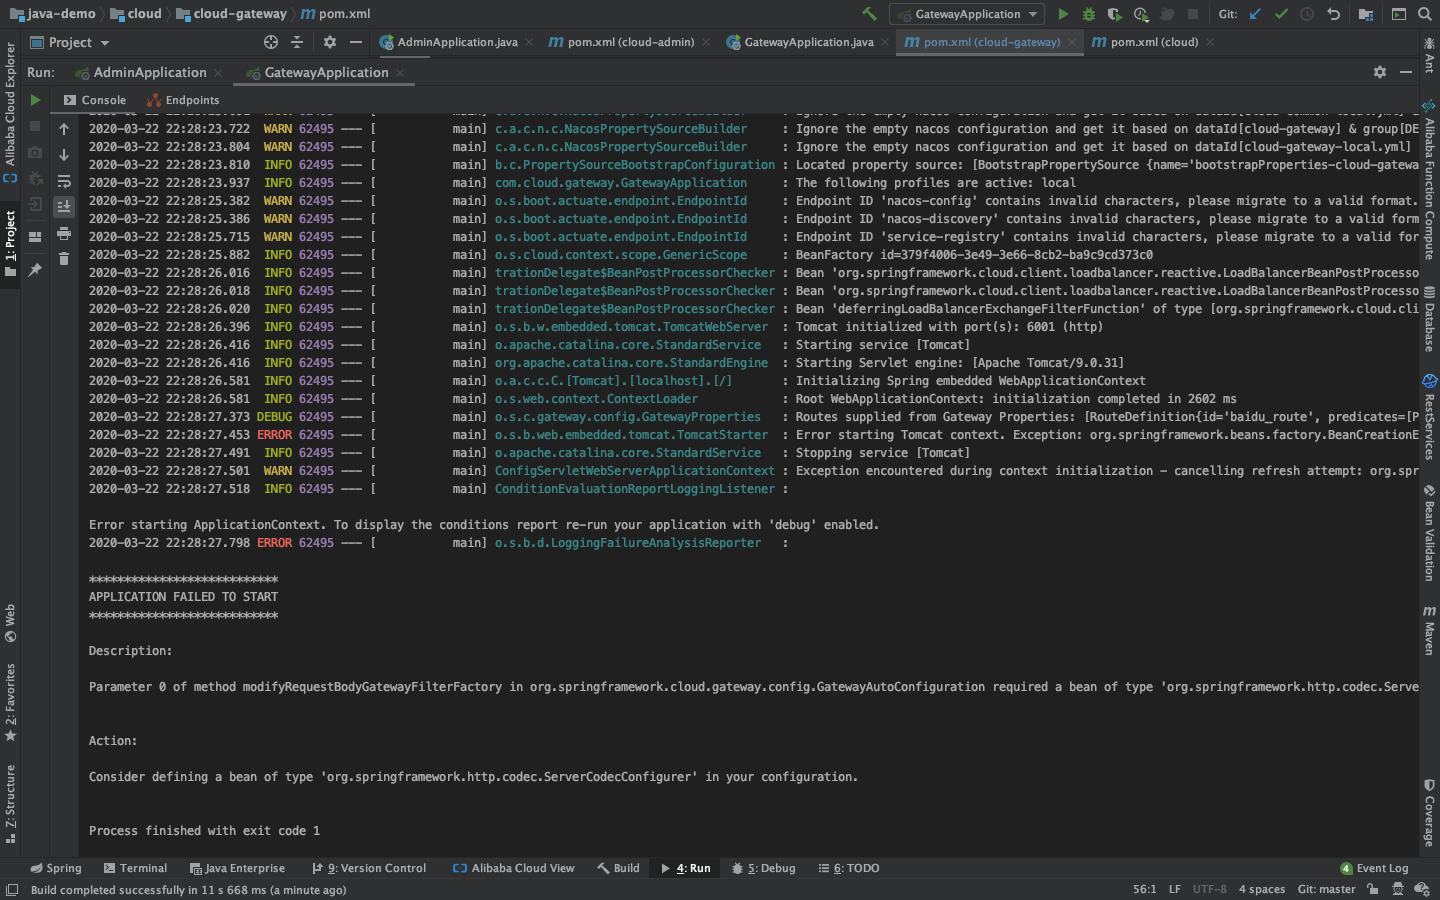 java-demo cloud cloud-gateway pom.xml GatewayApplication Git:
Project AdminApplication.java pom.xml (cloud-admin) GatewayApplication.java pom.xml (cloud-gateway) pom.xml (cloud)
Run: AdminApplication GatewayApplication
Console Endpoints
2020-03-22 22:28:23.722 WARN 62495 --- [ main] c.a.c.n.c.NacosPropertySourceBuilder : Ignore the empty nacos configuration and get it based on dataId[cloud-gateway] & group[DE
2020-03-22 22:28:23.804 WARN 62495 --- [ main] c.a.c.n.c.NacosPropertySourceBuilder : Ignore the empty nacos configuration and get it based on dataId[cloud-gateway-local.yml]
2020-03-22 22:28:23.810 INFO 62495 --- [ main] b.c.PropertySourceBootstrapConfiguration : Located property source: [BootstrapPropertySource {name='bootstrapProperties-cloud-gatewa
2020-03-22 22:28:23.937 INFO 62495 --- [ main] com.cloud.gateway.GatewayApplication : The following profiles are active: local
2020-03-22 22:28:25.382 WARN 62495 --- [ main] o.s.boot.actuate.endpoint.EndpointId : Endpoint ID 'nacos-config' contains invalid characters, please migrate to a valid format.
2020-03-22 22:28:25.386 WARN 62495 --- [ main] o.s.boot.actuate.endpoint.EndpointId : Endpoint ID 'nacos-discovery' contains invalid characters, please migrate to a valid form
2020-03-22 22:28:25.715 WARN 62495 --- [ main] o.s.boot.actuate.endpoint.EndpointId : Endpoint ID 'service-registry' contains invalid characters, please migrate to a valid for
2020-03-22 22:28:25.882 INFO 62495 --- [ main] o.s.cloud.context.scope.GenericScope : BeanFactory id=379f4006-3e49-3e66-8cb2-ba9c9cd373c0
2020-03-22 22:28:26.016 INFO 62495 --- [ main] trationDelegate$BeanPostProcessorChecker : Bean 'org.springframework.cloud.client.loadbalancer.reactive.LoadBalancerBeanPostProcesso
2020-03-22 22:28:26.018 INFO 62495 --- [ main] trationDelegate$BeanPostProcessorChecker : Bean 'org.springframework.cloud.client.loadbalancer.reactive.LoadBalancerBeanPostProcesso
2020-03-22 22:28:26.020 INFO 62495 --- [ main] trationDelegate$BeanPostProcessorChecker : Bean 'deferringLoadBalancerExchangeFilterFunction' of type [org.springframework.cloud.cli
2020-03-22 22:28:26.396 INFO 62495 --- [ main] o.s.b.w.embedded.tomcat.TomcatWebServer : Tomcat initialized with port(s): 6001 (http)
2020-03-22 22:28:26.416 INFO 62495 --- [ main] o.apache.catalina.core.StandardService : Starting service [Tomcat]
2020-03-22 22:28:26.416 INFO 62495 --- [ main] org.apache.catalina.core.StandardEngine : Starting Servlet engine: [Apache Tomcat/9.0.31]
2020-03-22 22:28:26.581 INFO 62495 --- [ main] o.a.c.c.C.[Tomcat].[localhost].[/] : Initializing Spring embedded WebApplicationContext
2020-03-22 22:28:26.581 INFO 62495 --- [ main] o.s.web.context.ContextLoader : Root WebApplicationContext: initialization completed in 2602 ms
2020-03-22 22:28:27.373 DEBUG 62495 --- [ main] o.s.c.gateway.config.GatewayProperties : Routes supplied from Gateway Properties: [RouteDefinition{id='baidu_route', predicates=[P
2020-03-22 22:28:27.453 ERROR 62495 --- [ main] o.s.b.web.embedded.tomcat.TomcatStarter : Error starting Tomcat context. Exception: org.springframework.beans.factory.BeanCreationE
2020-03-22 22:28:27.491 INFO 62495 --- [ main] o.apache.catalina.core.StandardService : Stopping service [Tomcat]
2020-03-22 22:28:27.501 WARN 62495 --- [ main] ConfigServletWebServerApplicationContext : Exception encountered during context initialization - cancelling refresh attempt: org.spr
2020-03-22 22:28:27.518 INFO 62495 --- [ main] ConditionEvaluationReportLoggingListener :
Error starting ApplicationContext. To display the conditions report re-run your application with 'debug' enabled.
2020-03-22 22:28:27.798 ERROR 62495 --- [ main] o.s.b.d.LoggingFailureAnalysisReporter :
***************************
APPLICATION FAILED TO START
***************************
Description:
Parameter 0 of method modifyRequestBodyGatewayFilterFactory in org.springframework.cloud.gateway.config.GatewayAutoConfiguration required a bean of type 'org.springframework.http.codec.Serve
Action:
Consider defining a bean of type 'org.springframework.http.codec.ServerCodecConfigurer' in your configuration.
Process finished with exit code 1
Alibaba Cloud Explorer
1: Project
Web
2: Favorites
Z: Structure
Ant
Alibaba Function Compute
Database
RestServices
Bean Validation
Maven
Coverage
Spring Terminal Java Enterprise 9: Version Control Alibaba Cloud View Build 4: Run 5: Debug 6: TODO 4 Event Log
Build completed successfully in 11 s 668 ms (a minute ago) 56:1 LF UTF-8 4 spaces Git: master